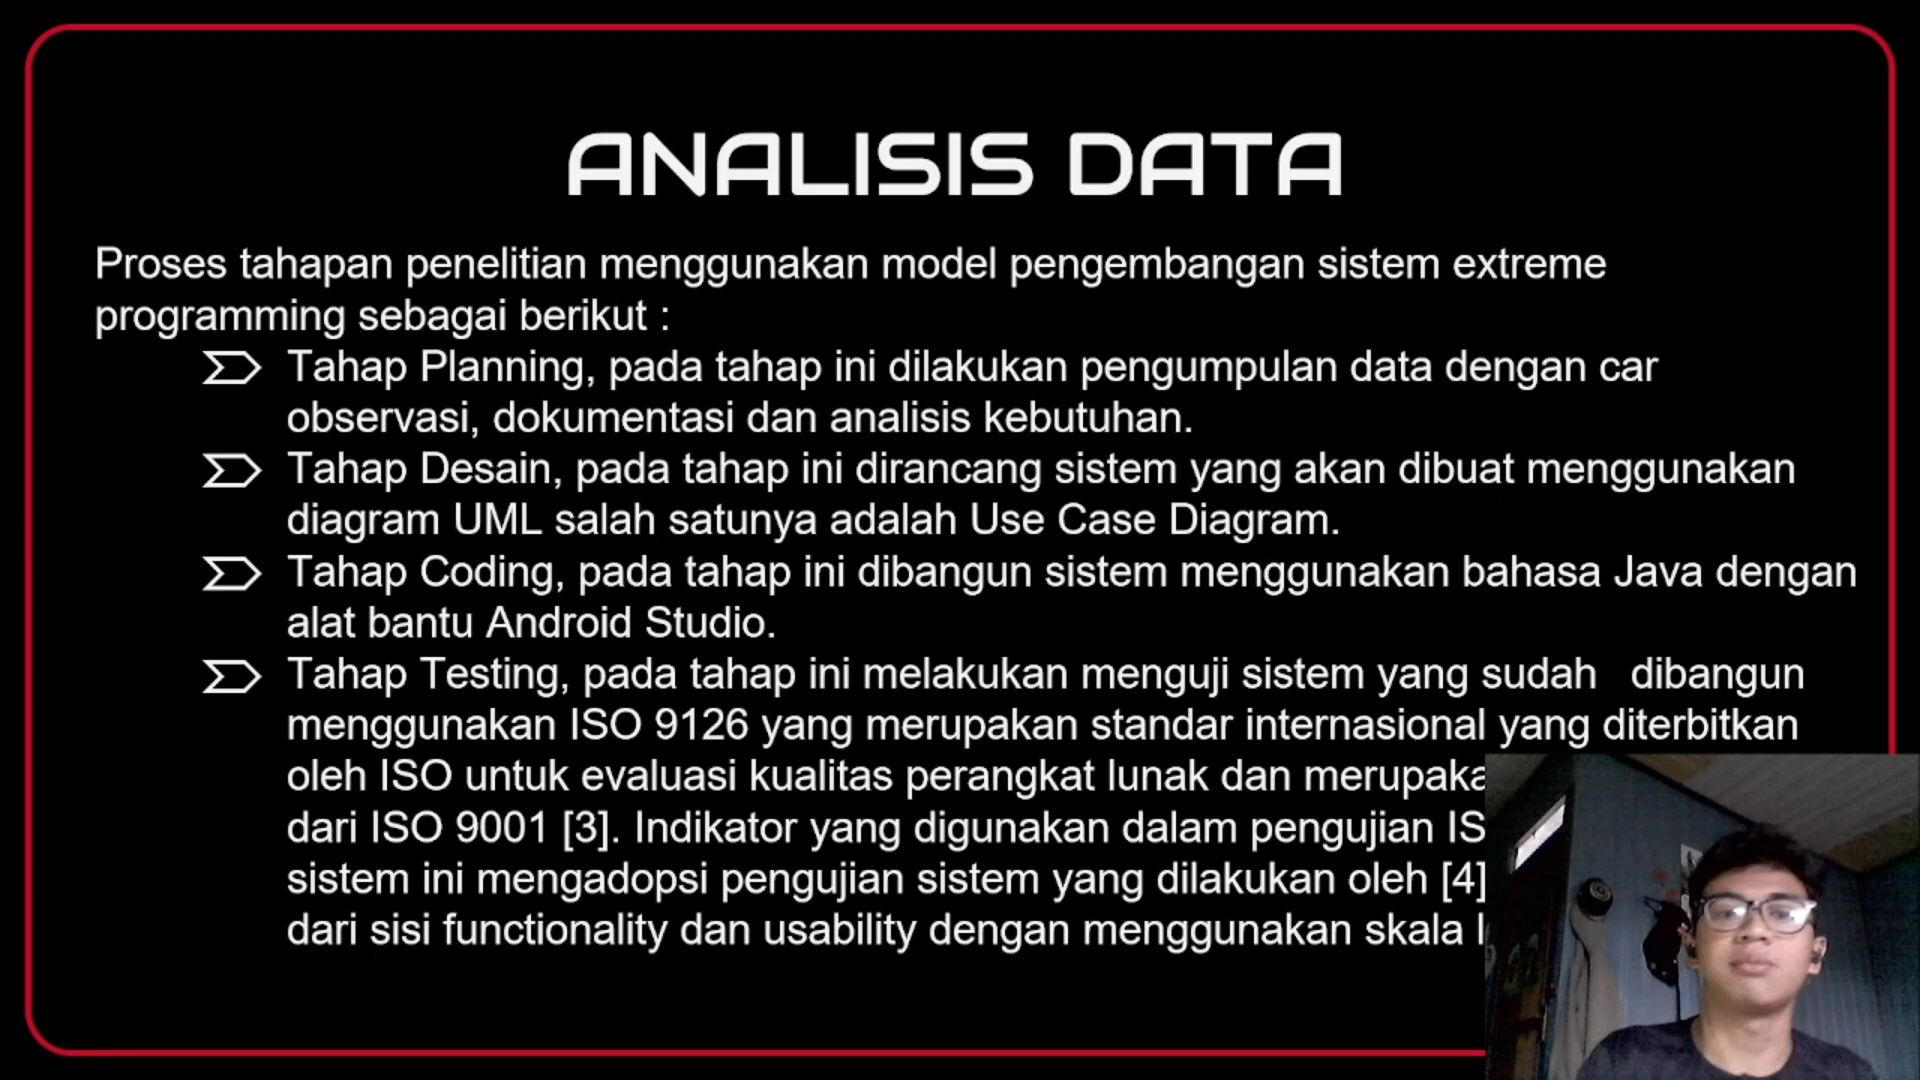 ANALISIS DATA
Proses tahapan penelitian menggunakan model pengembangan sistem extreme
programming sebagai berikut :
Tahap Planning, pada tahap ini dilakukan pengumpulan data dengan car
observasi, dokumentasi dan analisis kebutuhan.
Tahap Desain, pada tahap ini dirancang sistem yang akan dibuat menggunakan
diagram UML salah satunya adalah Use Case Diagram.
Tahap Coding, pada tahap ini dibangun sistem menggunakan bahasa Java dengan
alat bantu Android Studio.
Tahap Testing, pada tahap ini melakukan menguji sistem yang sudah dibangun
menggunakan ISO 9126 yang merupakan standar internasional yang diterbitkan
oleh ISO untuk evaluasi kualitas perangkat lunak dan
dari ISO 9001 [3]. Indikator yang digunakan dalam pengujian
sistem ini mengadopsi pengujian sistem yang dilakukan oleh [4]
dari sisi functionality dan usability dengan menggunakan skala